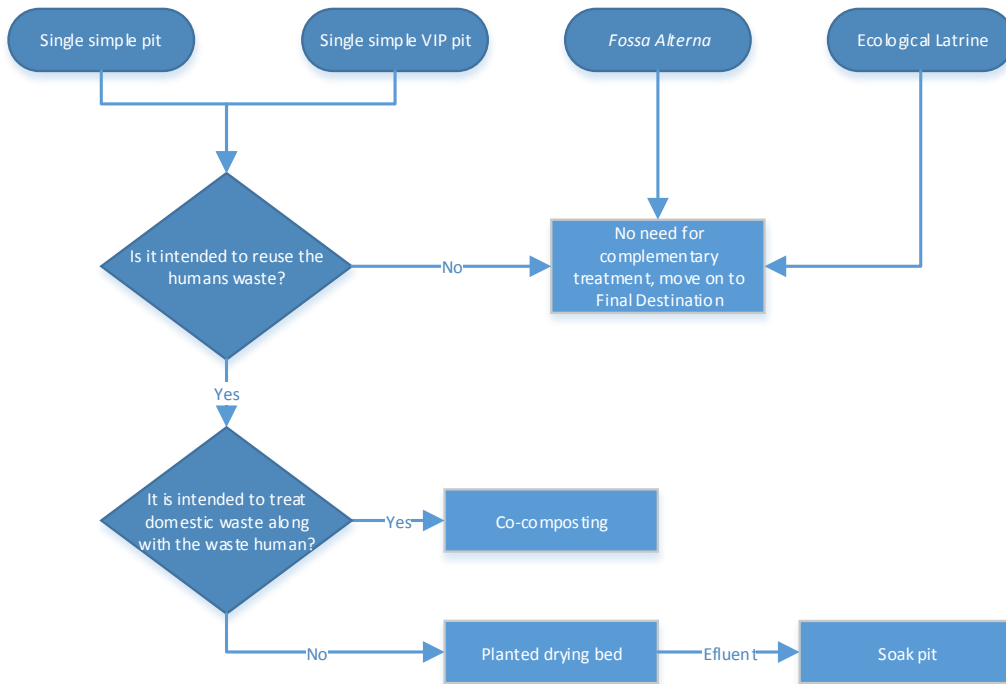 Single simple pit
Single simple VIP pit
Fossa Alterna
Ecological Latrine
Is it intended to reuse the
humans waste?
No
No need for
complementary
treatment, move on to
Final Destination
Yes
It is intended to treat
domestic waste along
with the waste human?
Yes
Co-composting
No
Planted drying bed
Efluent
Soak pit